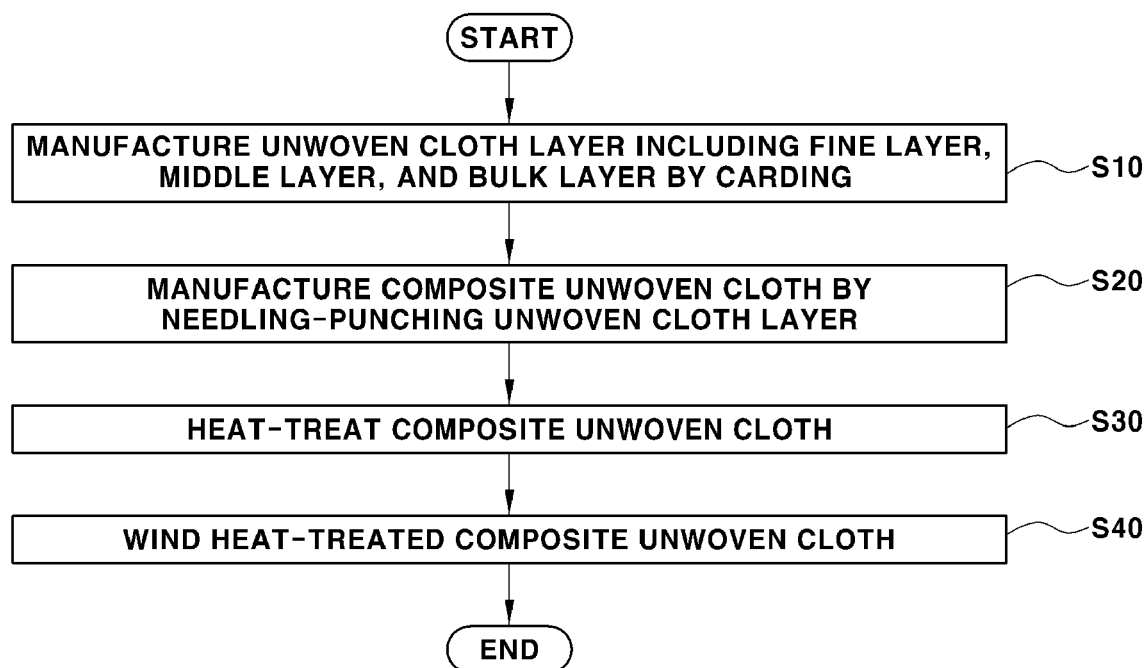 START
MANUFACTURE UNWOVEN CLOTH LAYER INCLUDING FINE LAYER,
MIDDLE LAYER, AND BULK LAYER BY CARDING
S10
MANUFACTURE COMPOSITE UNWOVEN CLOTH BY
NEEDLING-PUNCHING UNWOVEN CLOTH LAYER
S20
HEAT-TREAT COMPOSITE UNWOVEN CLOTH
S30
WIND HEAT-TREATED COMPOSITE UNWOVEN CLOTH
S40
END